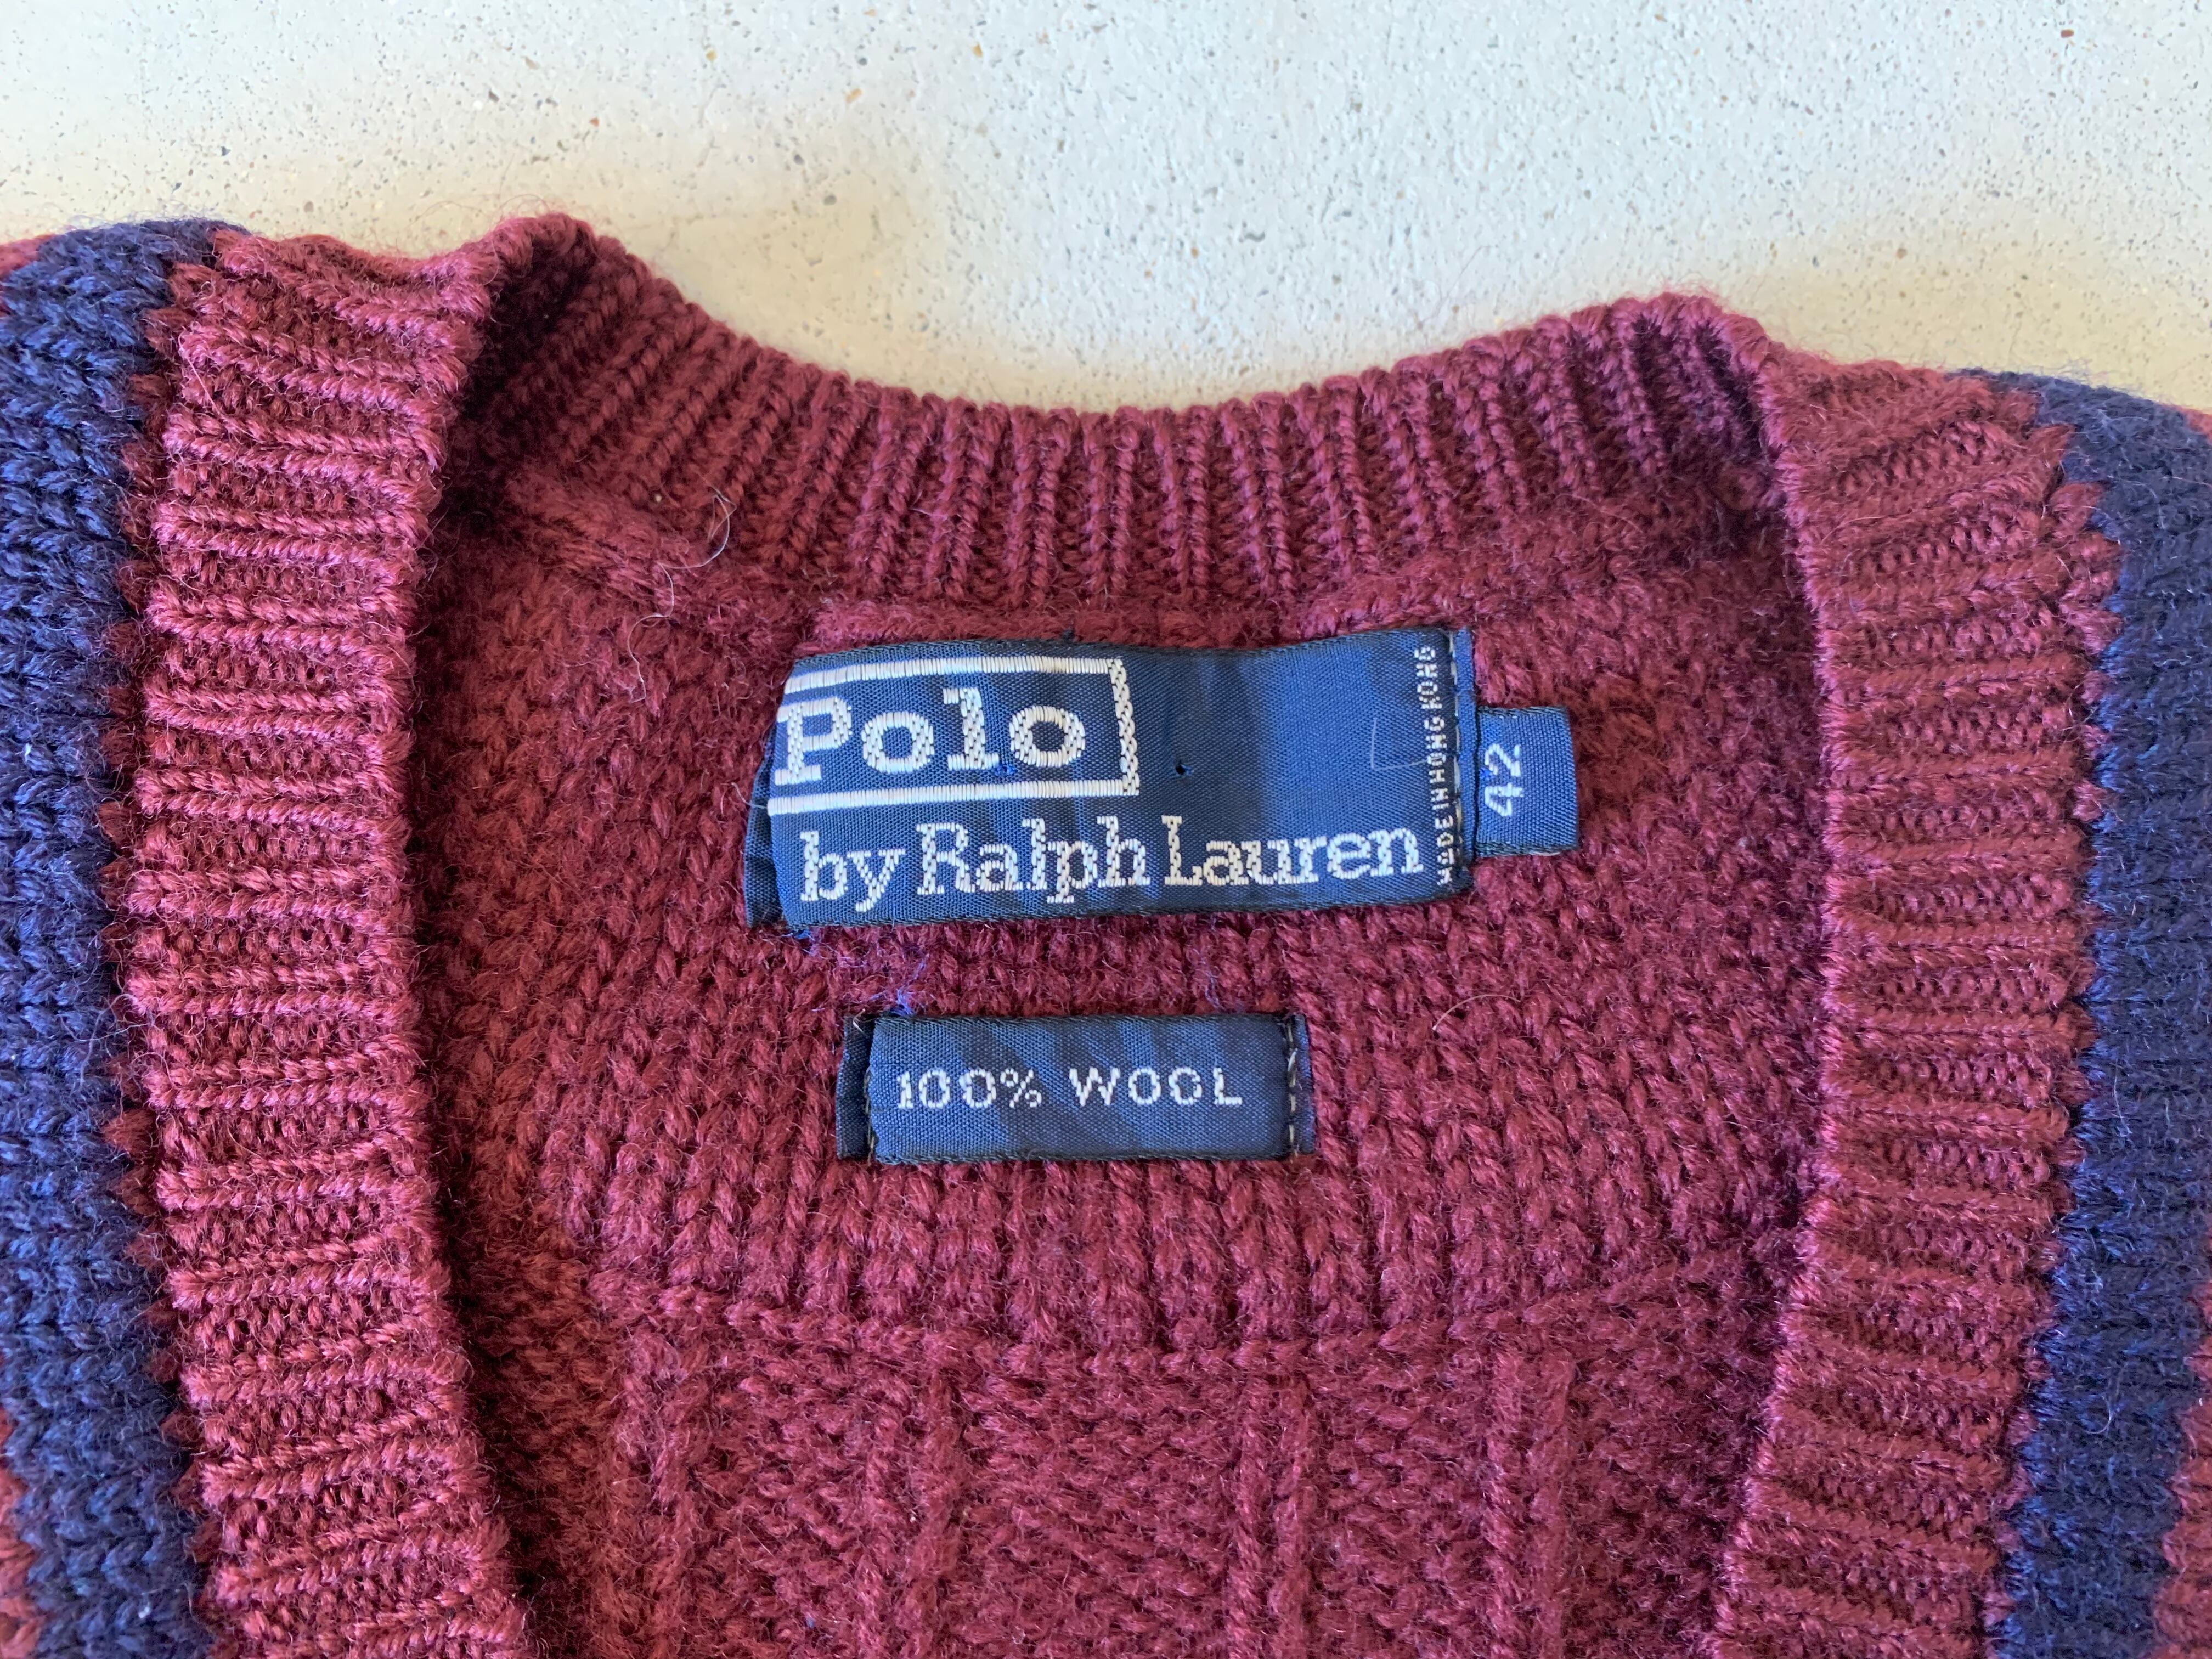 Polo
by Ralph Lauren
MADE IN HONG KONG
42
100% WOOL